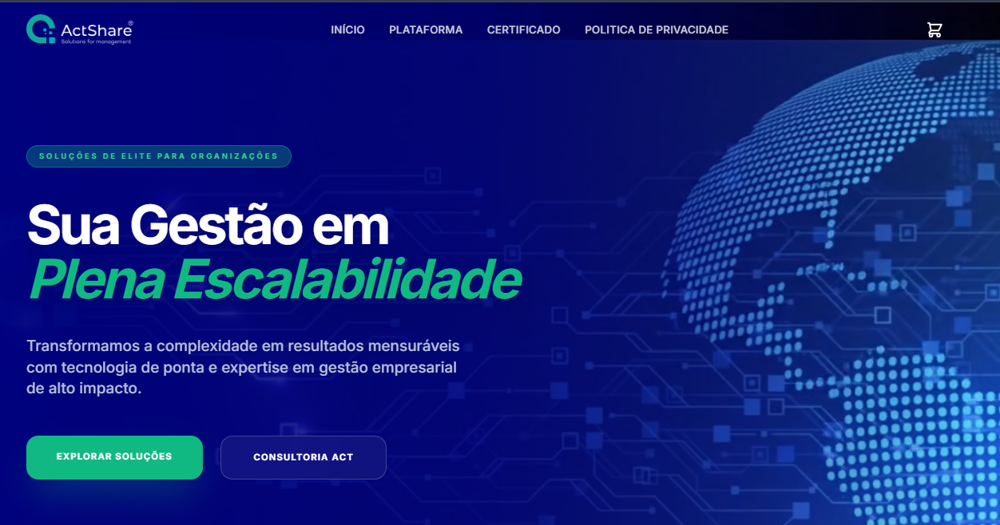 ActShare®
Solutions for management
INÍCIO PLATAFORMA CERTIFICADO POLITICA DE PRIVACIDADE
SOLUÇÕES DE ELITE PARA ORGANIZAÇÕES
Sua Gestão em
Plena Escalabilidade
Transformamos a complexidade em resultados mensuráveis
com tecnologia de ponta e expertise em gestão empresarial
de alto impacto.
EXPLORAR SOLUÇÕES CONSULTORIA ACT